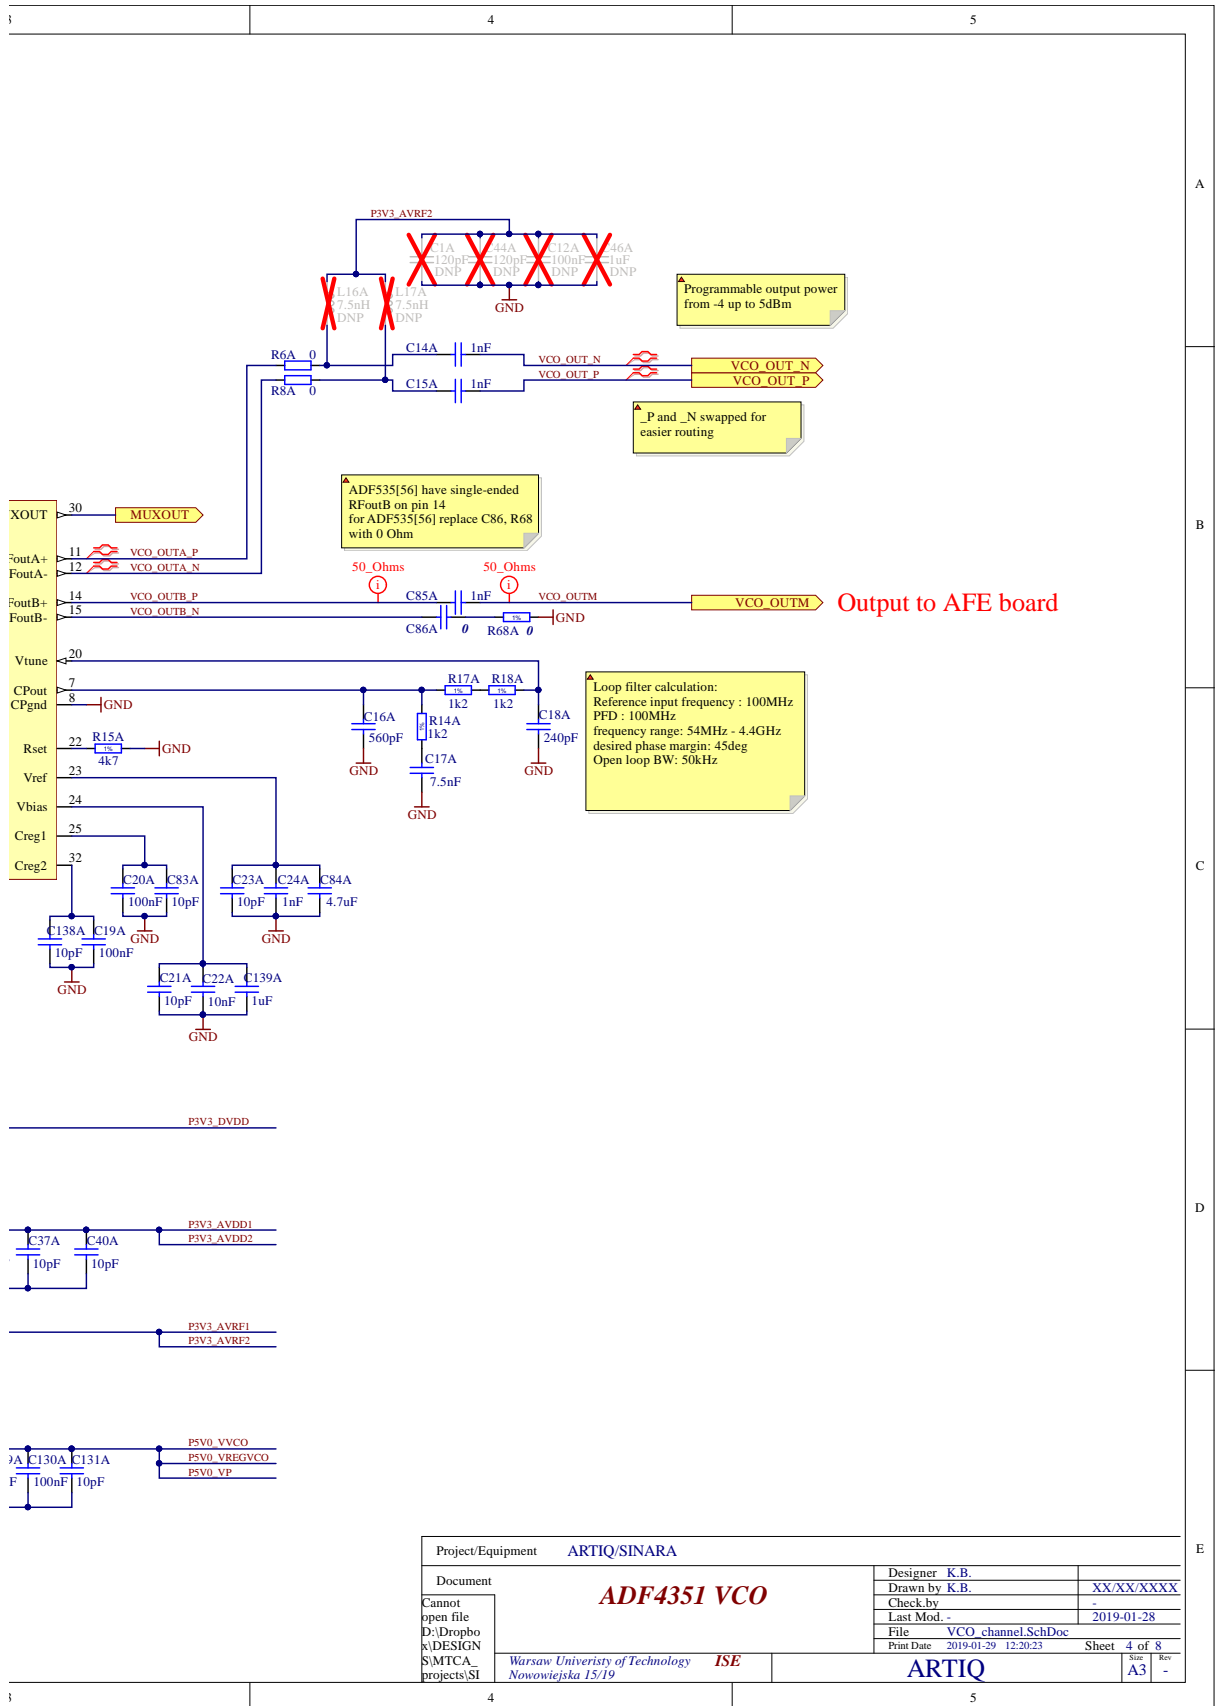 3
4
5
A
P3V3_AVRF2
C1A
120pF
DNP
44A
120pF
DNP
C12A
100nF
DNP
46A
1uF
DNP
GND
L16A
7.5nH
DNP
L17A
7.5nH
DNP
Programmable output power
from -4 up to 5dBm
R6A 0
R8A 0
C14A 1nF
C15A 1nF
VCO_OUT_N
VCO_OUT_P
VCO_OUT_N
VCO_OUT_P
_P and _N swapped for
easier routing
ADF535[56] have single-ended
RFoutB on pin 14
for ADF535[56] replace C86, R68
with 0 Ohm
B
XOUT 30
MUXOUT
FoutA+ 11 VCO_OUTA_P
FoutA- 12 VCO_OUTA_N
50_Ohms
50_Ohms
i
i
FoutB+ 14 VCO_OUTB_P
C85A 1nF
VCO_OUTM
VCO_OUTM
Output to AFE board
FoutB- 15 VCO_OUTB_N
C86A 0
R68A 0
1%
GND
Vtune 20
CPout 7
CPgnd 8
GND
R17A
1%
1k2
R18A
1%
1k2
C16A
560pF
GND
R14A
1%
1k2
C17A
7.5nF
GND
C18A
240pF
GND
Loop filter calculation:
Reference input frequency : 100MHz
PFD : 100MHz
frequency range: 54MHz - 4.4GHz
desired phase margin: 45deg
Open loop BW: 50kHz
Rset 22
R15A
1%
4k7
GND
Vref 23
Vbias 24
Creg1 25
Creg2 32
C
C20A
100nF
C83A
10pF
GND
C23A
10pF
C24A
1nF
C84A
4.7uF
GND
C138A
10pF
C19A
100nF
GND
C21A
10pF
C22A
10nF
C139A
1uF
GND
P3V3_DVDD
D
P3V3_AVDD1
P3V3_AVDD2
C37A
10pF
C40A
10pF
P3V3_AVRF1
P3V3_AVRF2
P5V0_VVCO
P5V0_VREGVCO
P5V0_VP
9A
F
C130A
100nF
C131A
10pF
E
Project/Equipment ARTIQ/SINARA
Document
ADF4351 VCO
Cannot
open file
D:\Dropbo
x\DESIGN
S\MTCA_
projects\SI
Designer K.B.
Drawn by K.B. XX/XX/XXXX
Check.by -
Last Mod. - 2019-01-28
File VCO_channel.SchDoc
Print Date 2019-01-29 12:20:23 Sheet 4 of 8
Warsaw Univeristy of Technology ISE
Nowowiejska 15/19
ARTIQ
Size
A3
Rev
-
3
4
5